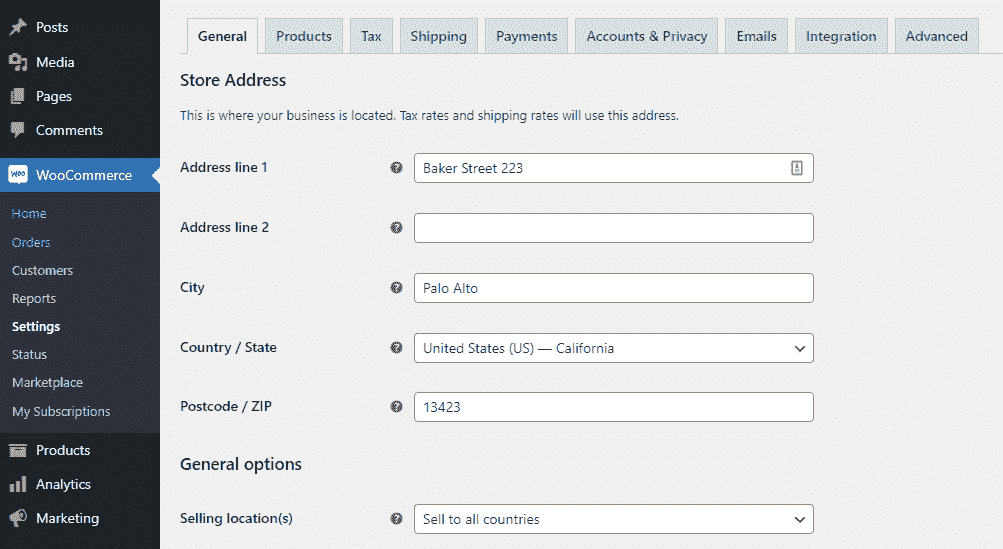 Posts
Media
Pages
Comments
Woo WooCommerce
Home
Orders
Customers
Reports
Settings
Status
Marketplace
My Subscriptions
Products
Analytics
Marketing
General Products Tax Shipping Payments Accounts & Privacy Emails Integration Advanced
Store Address
This is where your business is located. Tax rates and shipping rates will use this address.
Address line 1 ? Baker Street 223
Address line 2 ?
City ? Palo Alto
Country / State ? United States (US) — California
Postcode / ZIP ? 13423
General options
Selling location(s) ? Sell to all countries